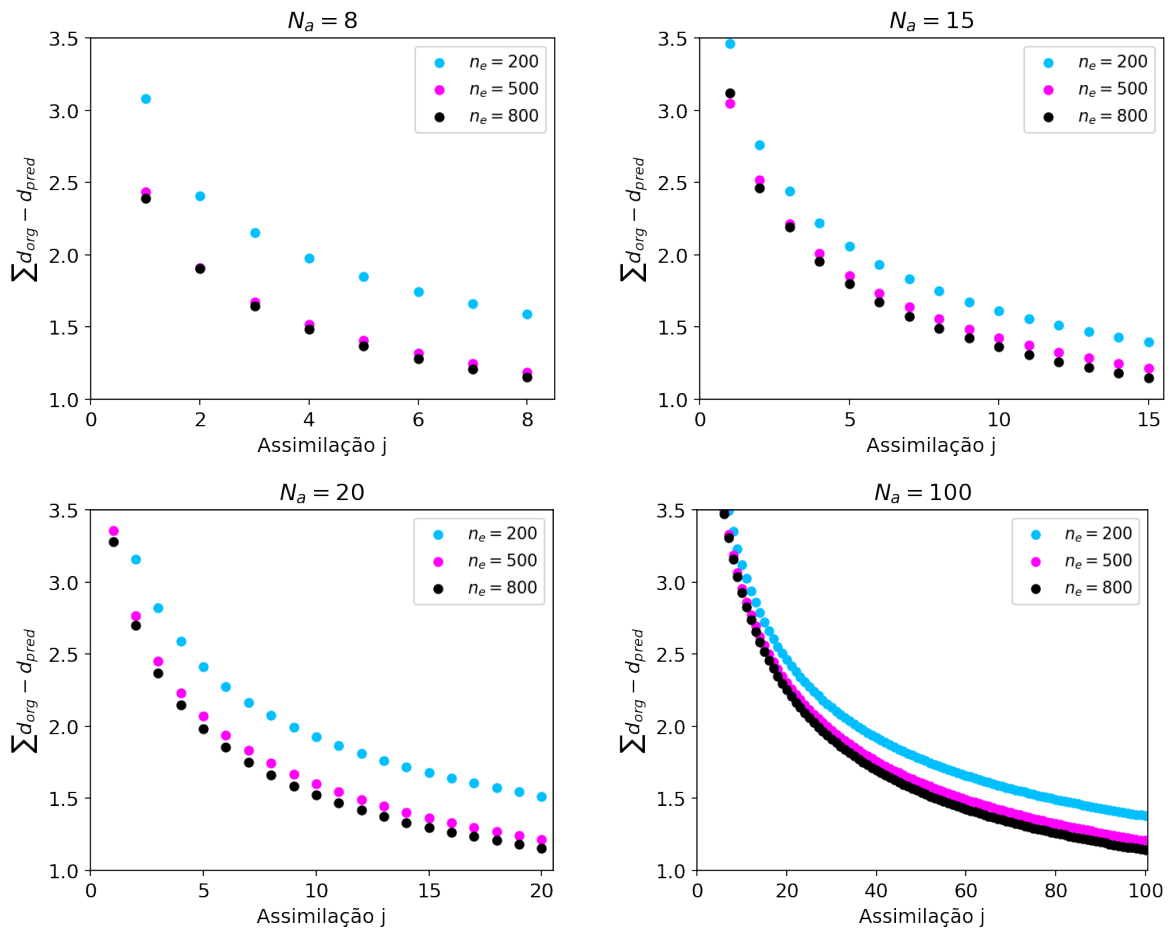 N_a = 8
3.5
3.0
2.5
2.0
1.5
1.0
∑ d_org − d_pred
n_e = 200
n_e = 500
n_e = 800
0 2 4 6 8
Assimilação j
N_a = 15
3.5
3.0
2.5
2.0
1.5
1.0
∑ d_org − d_pred
n_e = 200
n_e = 500
n_e = 800
0 5 10 15
Assimilação j
N_a = 20
3.5
3.0
2.5
2.0
1.5
1.0
∑ d_org − d_pred
n_e = 200
n_e = 500
n_e = 800
0 5 10 15 20
Assimilação j
N_a = 100
3.5
3.0
2.5
2.0
1.5
1.0
∑ d_org − d_pred
n_e = 200
n_e = 500
n_e = 800
0 20 40 60 80 100
Assimilação j